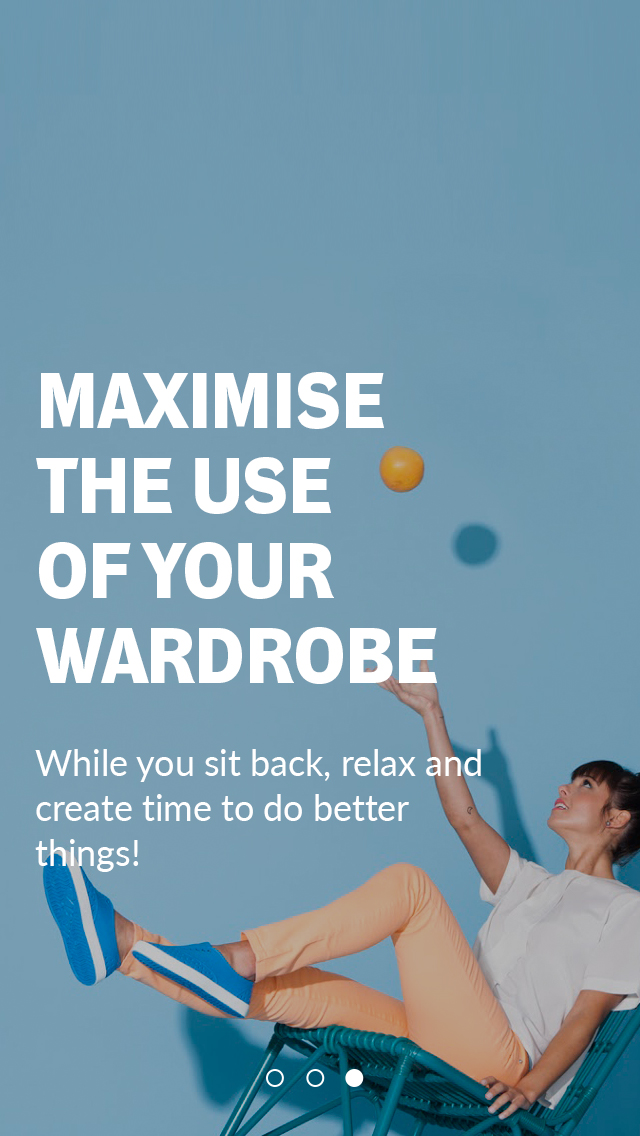 MAXIMISE
THE USE
OF YOUR
WARDROBE
While you sit back, relax and
create time to do better
things!